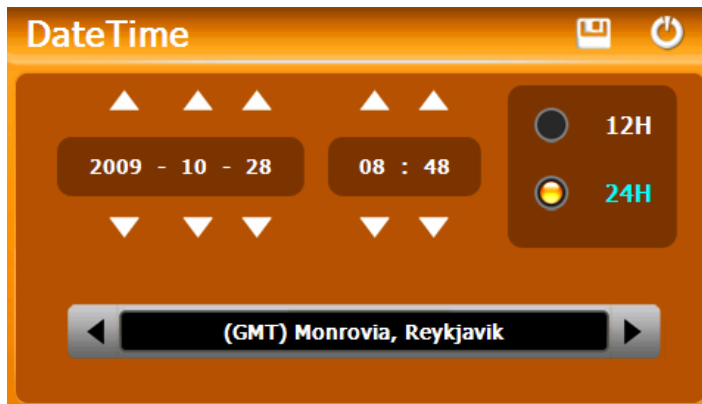 DateTime
2009 - 10 - 28 08 : 48
12H
24H
(GMT) Monrovia, Reykjavik